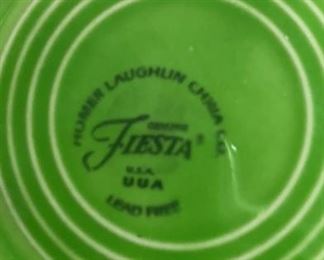 HOMER LAUGHLIN CHINA CO.
GENUINE
FIESTA®
U.S.A.
UUA
LEAD FREE